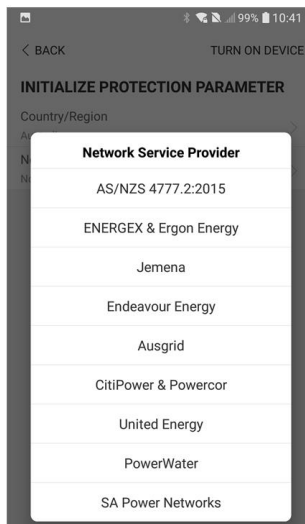 99% 10:41
BACK
TURN ON DEVICE
INITIALIZE PROTECTION PARAMETER
Country/Region
Network Service Provider
AS/NZS 4777.2:2015
ENERGEX & Ergon Energy
Jemena
Endeavour Energy
Ausgrid
CitiPower & Powercor
United Energy
PowerWater
SA Power Networks